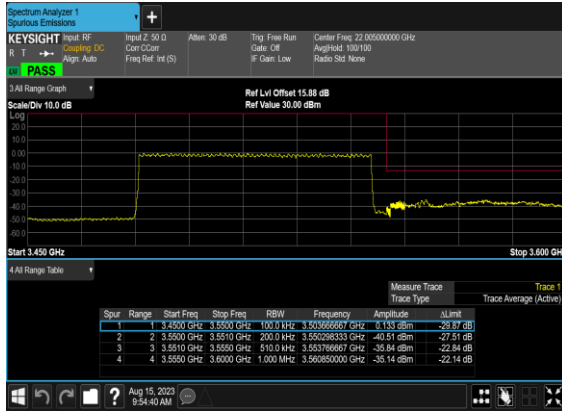 Spectrum Analyzer 1
Spurious Emissions
KEYSIGHT Input: RF Input Z: 50 Ω Atten: 30 dB Trig: Free Run Center Freq: 22.005000000 GHz
R T Coupling: DC Corr CCorr Gate: Off Avg|Hold: 100/100
Align: Auto Freq Ref: Int (S) IF Gain: Low Radio Std: None
PASS
3 All Range Graph Ref Lvl Offset 15.88 dB
Scale/Div 10.0 dB Ref Value 30.00 dBm
Log
20.0
10.0
0.00
-10.0
-20.0
-30.0
-40.0
-50.0
-60.0
Start 3.450 GHz Stop 3.600 GH
4 All Range Table
Measure Trace Trace 1
Trace Type Trace Average (Active)
Spur Range Start Freq Stop Freq RBW Frequency Amplitude ΔLimit
1 1 3.4500 GHz 3.5500 GHz 100.0 kHz 3.503666667 GHz 0.133 dBm -29.87 dB
2 2 3.5500 GHz 3.5510 GHz 200.0 kHz 3.550298333 GHz -40.51 dBm -27.51 dB
3 3 3.5510 GHz 3.5550 GHz 510.0 kHz 3.553766667 GHz -35.84 dBm -22.84 dB
4 4 3.5550 GHz 3.6000 GHz 1.000 MHz 3.560850000 GHz -35.14 dBm -22.14 dB
? Aug 15, 2023
9:54:40 AM